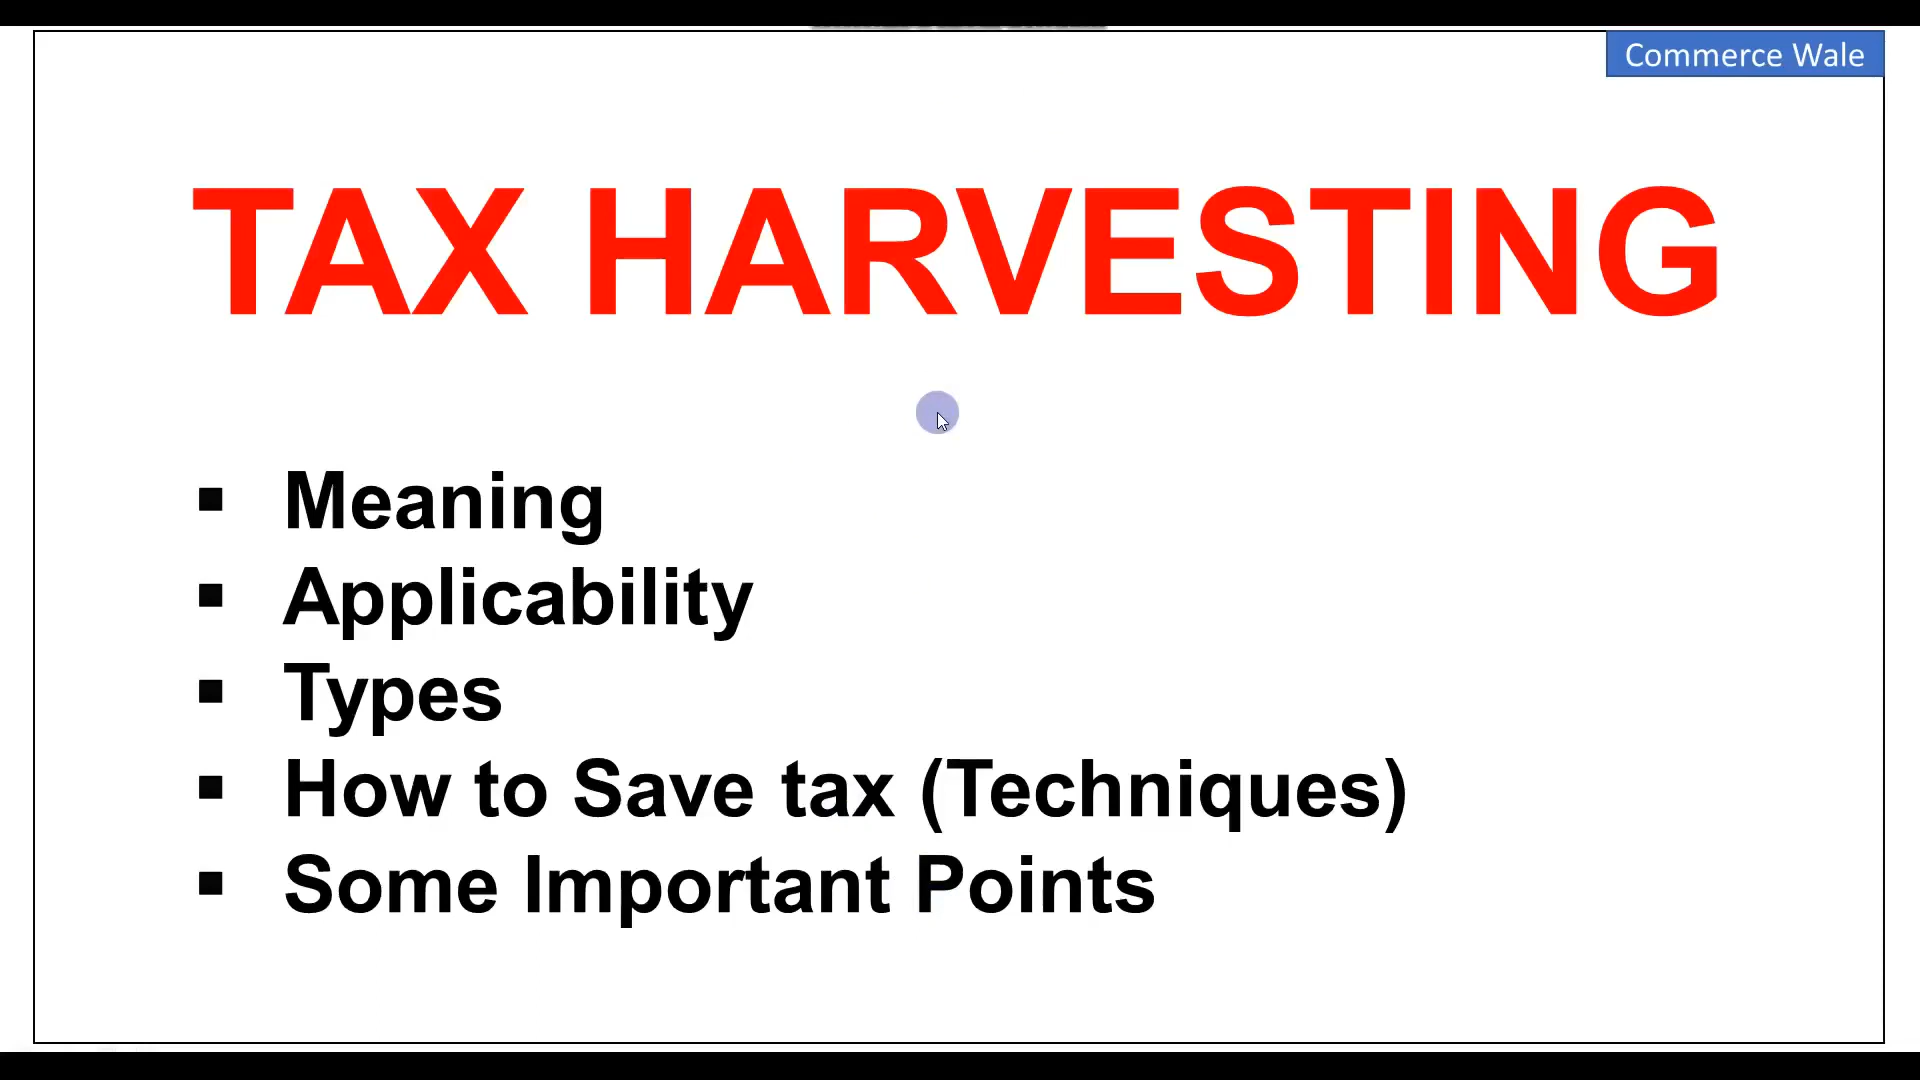 Commerce Wale
TAX HARVESTING
▪ Meaning
▪ Applicability
▪ Types
▪ How to Save tax (Techniques)
▪ Some Important Points